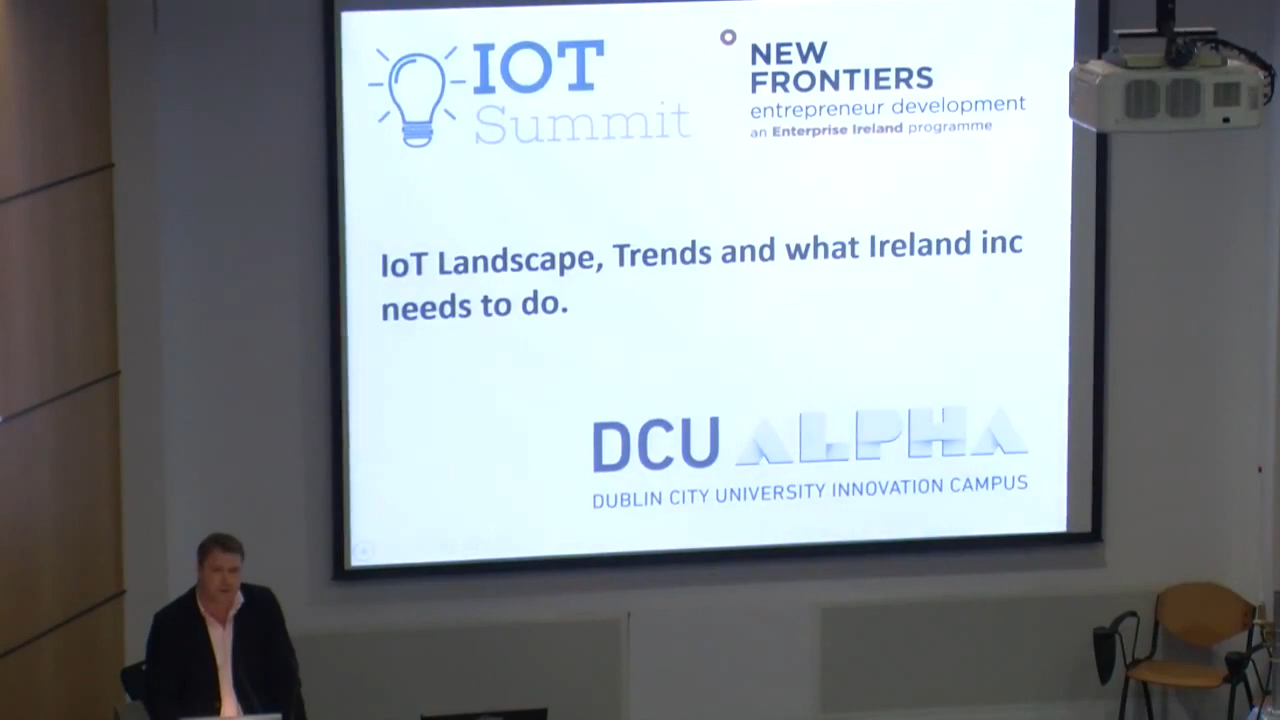 IOT
Summit
NEW
FRONTIERS
entrepreneur development
an Enterprise Ireland programme
IoT Landscape, Trends and what Ireland inc
needs to do.
DCU ALPHA
DUBLIN CITY UNIVERSITY INNOVATION CAMPUS